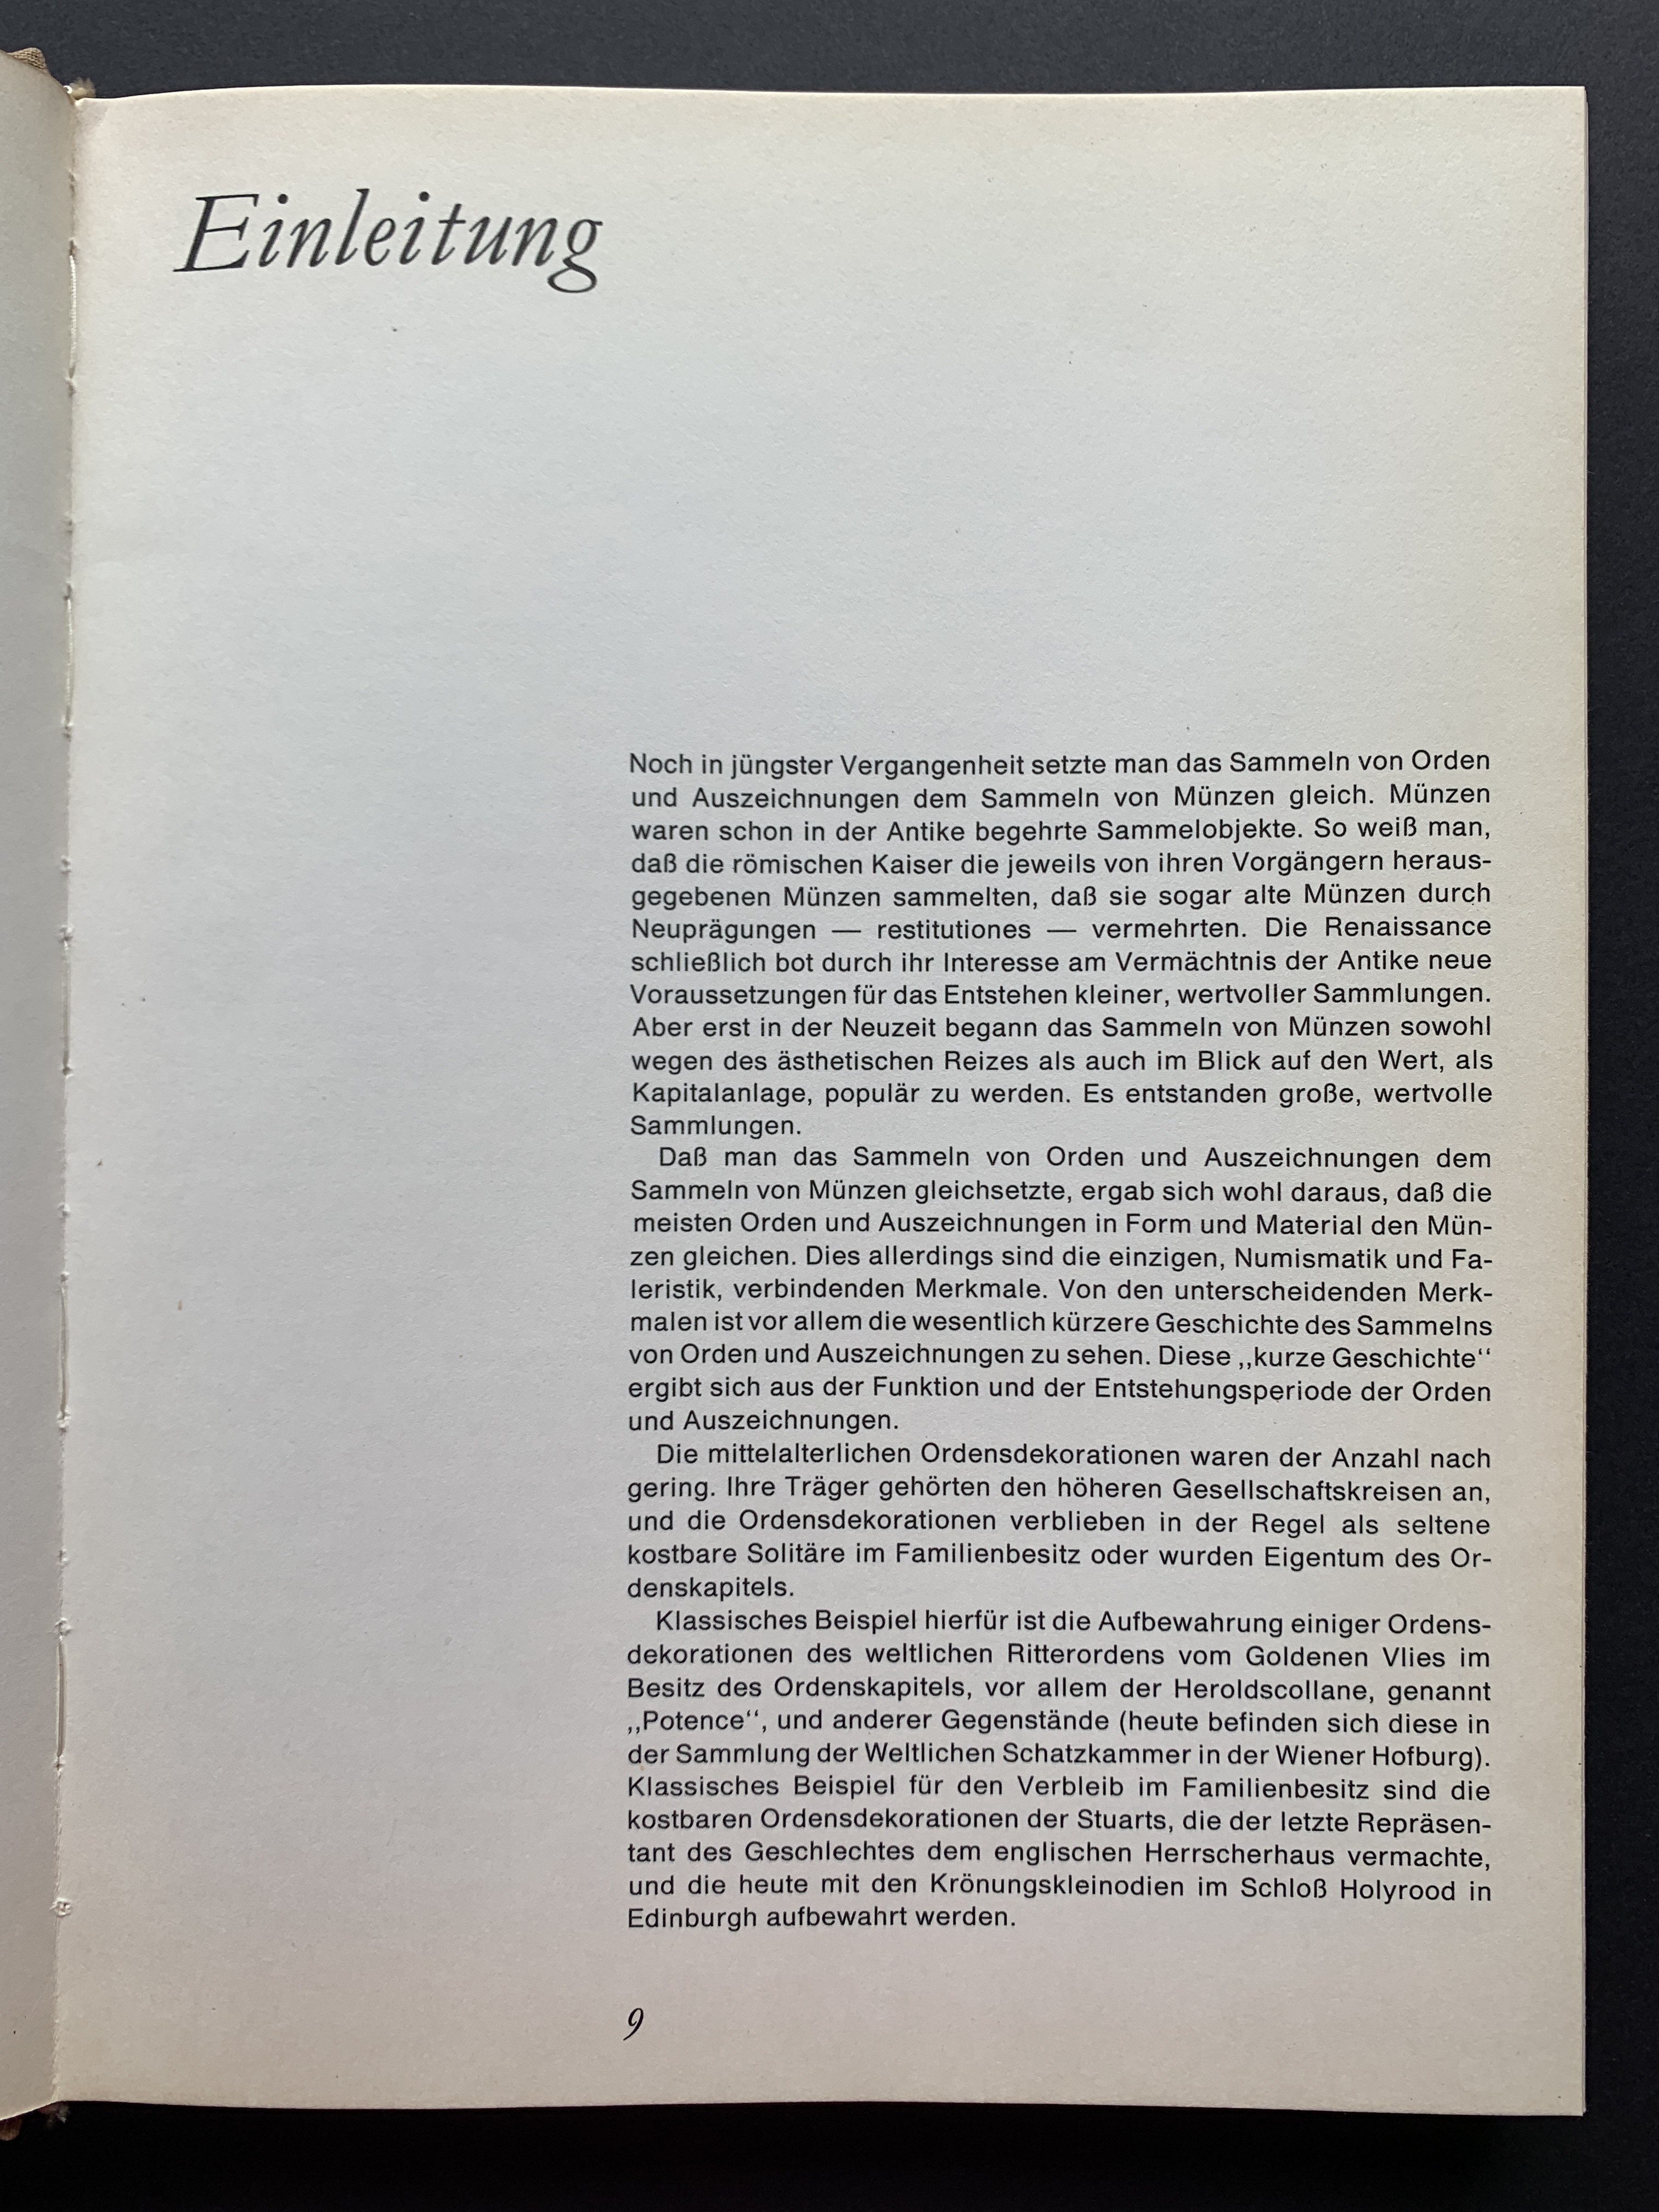 Einleitung
Noch in jüngster Vergangenheit setzte man das Sammeln von Orden
und Auszeichnungen dem Sammeln von Münzen gleich. Münzen
waren schon in der Antike begehrte Sammelobjekte. So weiß man,
daß die römischen Kaiser die jeweils von ihren Vorgängern heraus-
gegebenen Münzen sammelten, daß sie sogar alte Münzen durch
Neuprägungen — restitutiones — vermehrten. Die Renaissance
schließlich bot durch ihr Interesse am Vermächtnis der Antike neue
Voraussetzungen für das Entstehen kleiner, wertvoller Sammlungen.
Aber erst in der Neuzeit begann das Sammeln von Münzen sowohl
wegen des ästhetischen Reizes als auch im Blick auf den Wert, als
Kapitalanlage, populär zu werden. Es entstanden große, wertvolle
Sammlungen.
Daß man das Sammeln von Orden und Auszeichnungen dem
Sammeln von Münzen gleichsetzte, ergab sich wohl daraus, daß die
meisten Orden und Auszeichnungen in Form und Material den Mün-
zen gleichen. Dies allerdings sind die einzigen, Numismatik und Fa-
leristik, verbindenden Merkmale. Von den unterscheidenden Merk-
malen ist vor allem die wesentlich kürzere Geschichte des Sammelns
von Orden und Auszeichnungen zu sehen. Diese „kurze Geschichte“
ergibt sich aus der Funktion und der Entstehungsperiode der Orden
und Auszeichnungen.
Die mittelalterlichen Ordensdekorationen waren der Anzahl nach
gering. Ihre Träger gehörten den höheren Gesellschaftskreisen an,
und die Ordensdekorationen verblieben in der Regel als seltene
kostbare Solitäre im Familienbesitz oder wurden Eigentum des Or-
denskapitels.
Klassisches Beispiel hierfür ist die Aufbewahrung einiger Ordens-
dekorationen des weltlichen Ritterordens vom Goldenen Vlies im
Besitz des Ordenskapitels, vor allem der Heroldscollane, genannt
„Potence“, und anderer Gegenstände (heute befinden sich diese in
der Sammlung der Weltlichen Schatzkammer in der Wiener Hofburg).
Klassisches Beispiel für den Verbleib im Familienbesitz sind die
kostbaren Ordensdekorationen der Stuarts, die der letzte Repräsen-
tant des Geschlechtes dem englischen Herrscherhaus vermachte,
und die heute mit den Krönungskleinodien im Schloß Holyrood in
Edinburgh aufbewahrt werden.
9